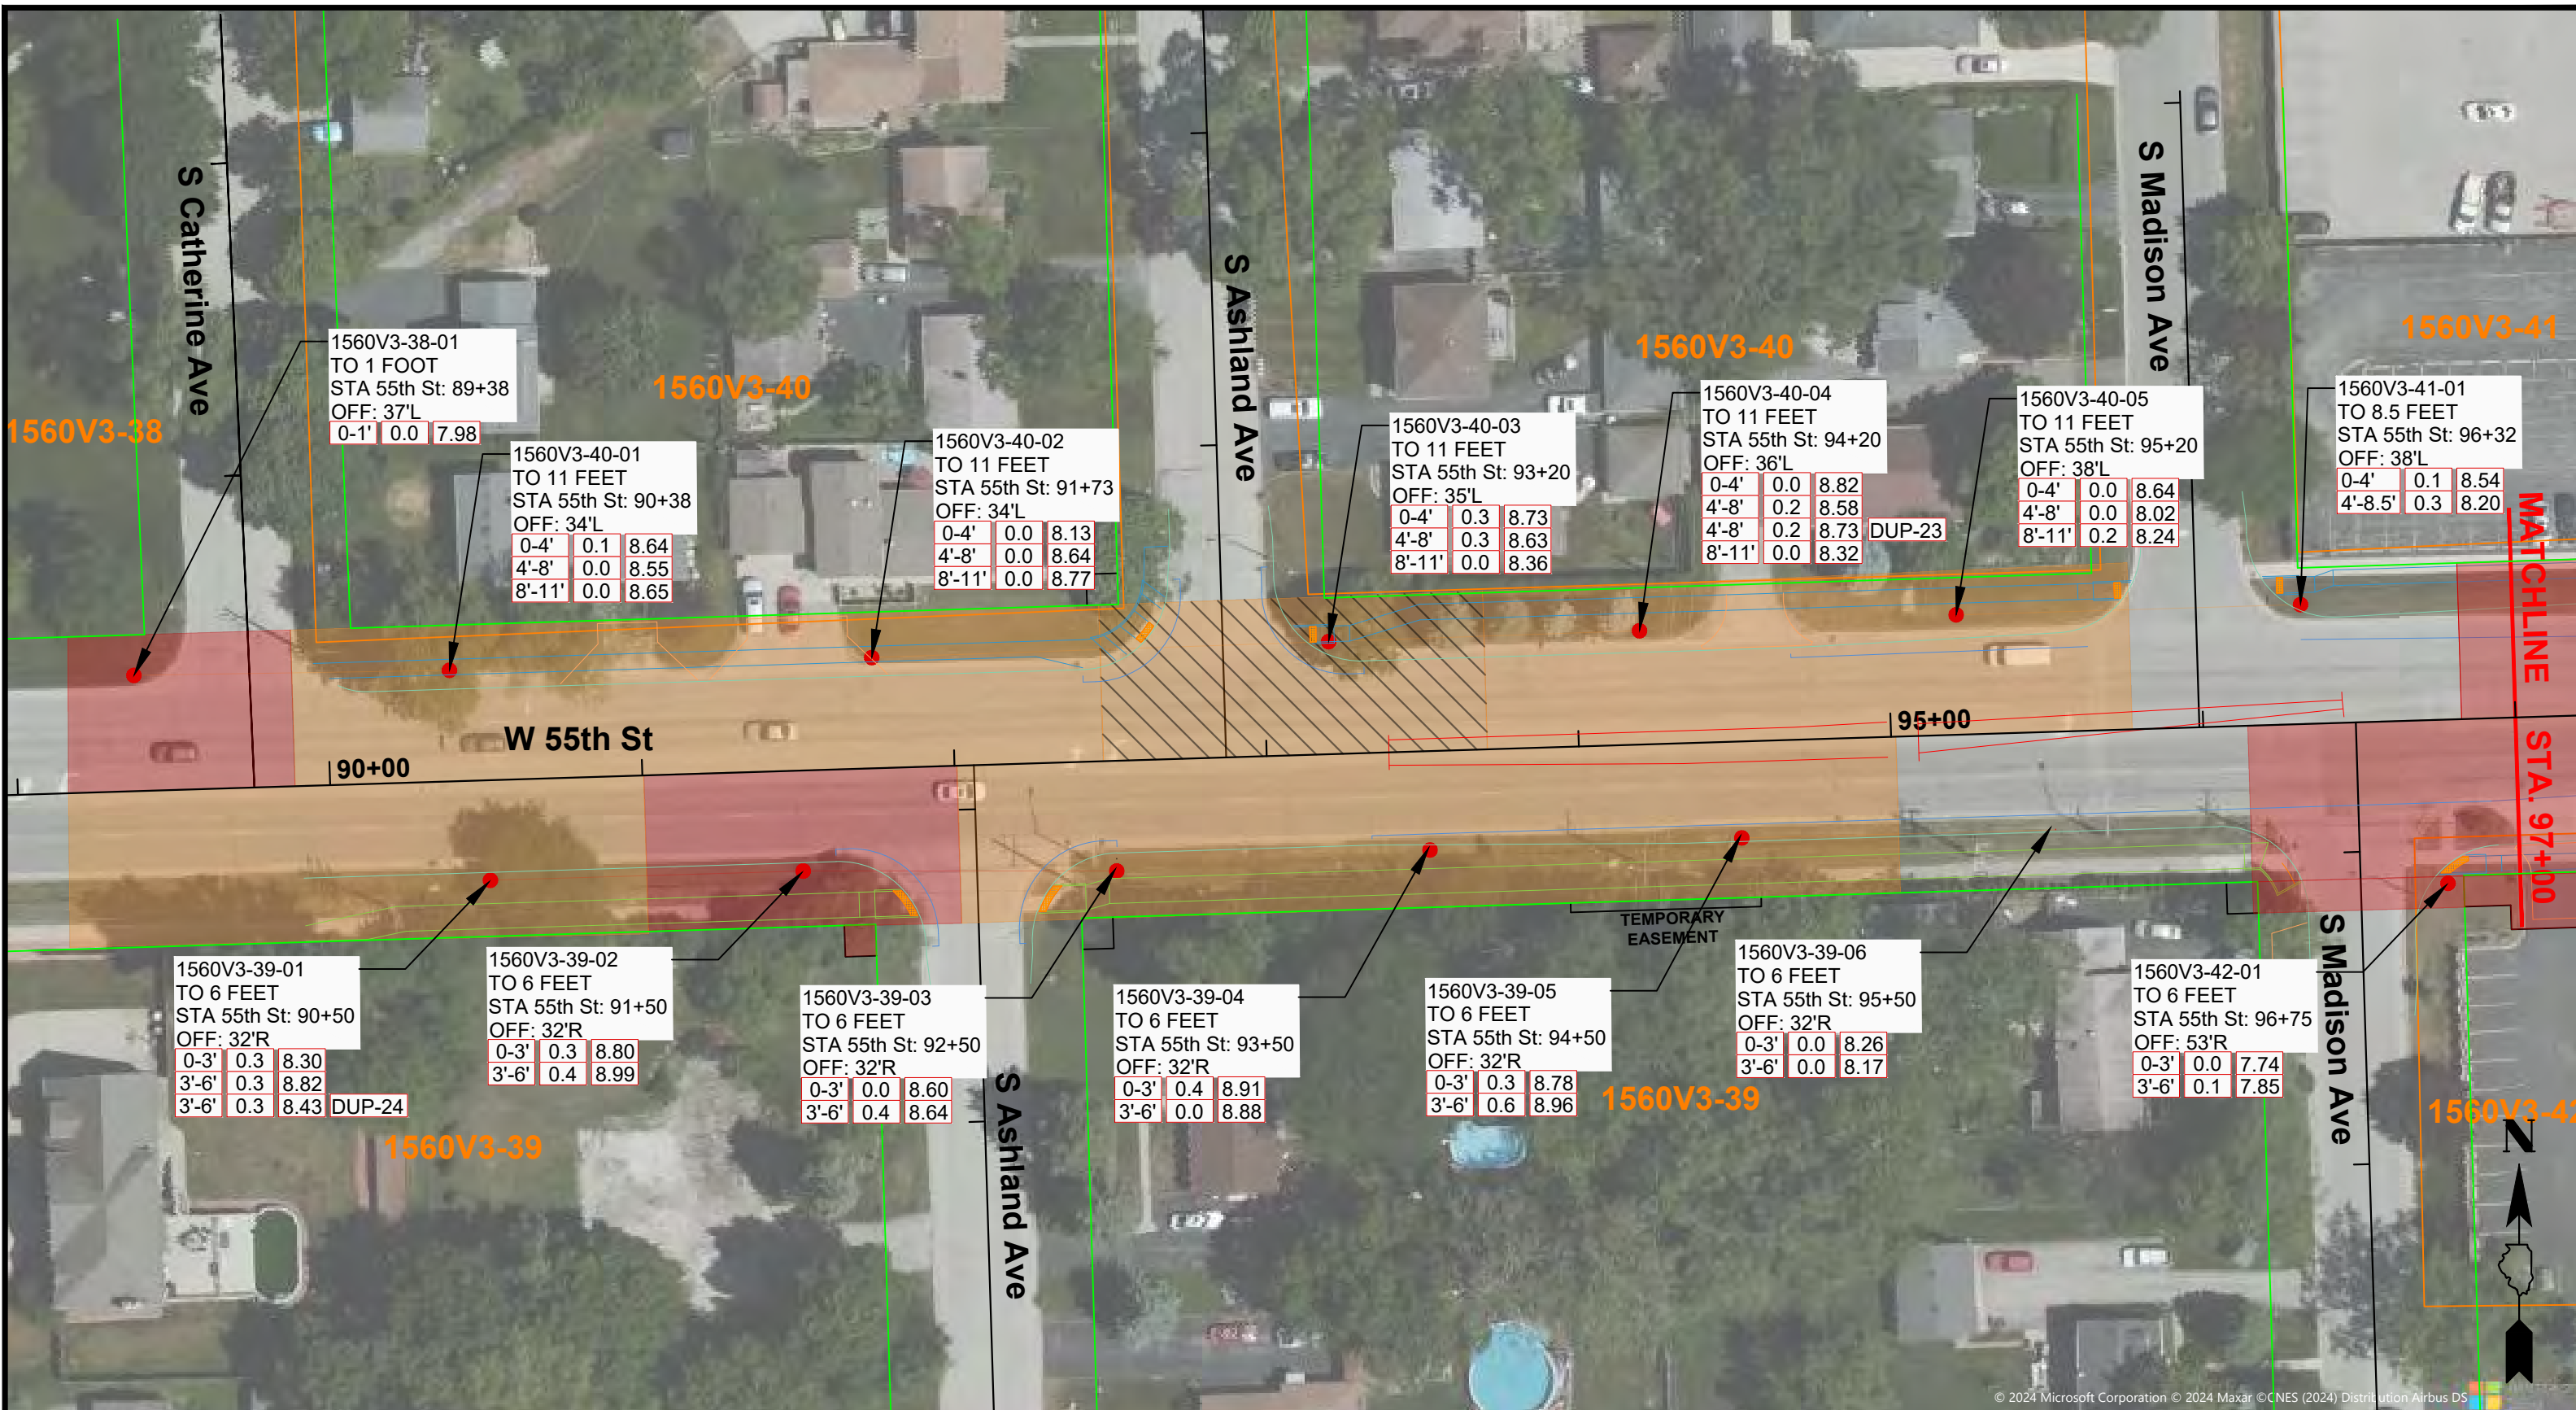 S Catherine Ave
S Ashland Ave
S Madison Ave
1560V3-38
1560V3-40
1560V3-40
1560V3-41
1560V3-38-01
TO 1 FOOT
STA 55th St: 89+38
OFF: 37'L
0-1' 0.0 7.98
1560V3-40-01
TO 11 FEET
STA 55th St: 90+38
OFF: 34'L
0-4' 0.1 8.64
4'-8' 0.0 8.55
8'-11' 0.0 8.65
1560V3-40-02
TO 11 FEET
STA 55th St: 91+73
OFF: 34'L
0-4' 0.0 8.13
4'-8' 0.0 8.64
8'-11' 0.0 8.77
1560V3-40-03
TO 11 FEET
STA 55th St: 93+20
OFF: 35'L
0-4' 0.3 8.73
4'-8' 0.3 8.63
8'-11' 0.0 8.36
1560V3-40-04
TO 11 FEET
STA 55th St: 94+20
OFF: 36'L
0-4' 0.0 8.82
4'-8' 0.2 8.58
4'-8' 0.2 8.73 DUP-23
8'-11' 0.0 8.32
1560V3-40-05
TO 11 FEET
STA 55th St: 95+20
OFF: 38'L
0-4' 0.0 8.64
4'-8' 0.0 8.02
8'-11' 0.2 8.24
1560V3-41-01
TO 8.5 FEET
STA 55th St: 96+32
OFF: 38'L
0-4' 0.1 8.54
4'-8.5' 0.3 8.20
MATCHLINE STA. 97+00
W 55th St
90+00
95+00
TEMPORARY
EASEMENT
1560V3-39-01
TO 6 FEET
STA 55th St: 90+50
OFF: 32'R
0-3' 0.3 8.30
3'-6' 0.3 8.82
3'-6' 0.3 8.43 DUP-24
1560V3-39-02
TO 6 FEET
STA 55th St: 91+50
OFF: 32'R
0-3' 0.3 8.80
3'-6' 0.4 8.99
1560V3-39-03
TO 6 FEET
STA 55th St: 92+50
OFF: 32'R
0-3' 0.0 8.60
3'-6' 0.4 8.64
1560V3-39-04
TO 6 FEET
STA 55th St: 93+50
OFF: 32'R
0-3' 0.4 8.91
3'-6' 0.0 8.88
1560V3-39-05
TO 6 FEET
STA 55th St: 94+50
OFF: 32'R
0-3' 0.3 8.78
3'-6' 0.6 8.96
1560V3-39-06
TO 6 FEET
STA 55th St: 95+50
OFF: 32'R
0-3' 0.0 8.26
3'-6' 0.0 8.17
1560V3-42-01
TO 6 FEET
STA 55th St: 96+75
OFF: 53'R
0-3' 0.0 7.74
3'-6' 0.1 7.85
1560V3-39
1560V3-39
1560V3-42
S Ashland Ave
S Madison Ave
N
© 2024 Microsoft Corporation © 2024 Maxar ©CNES (2024) Distribution Airbus DS